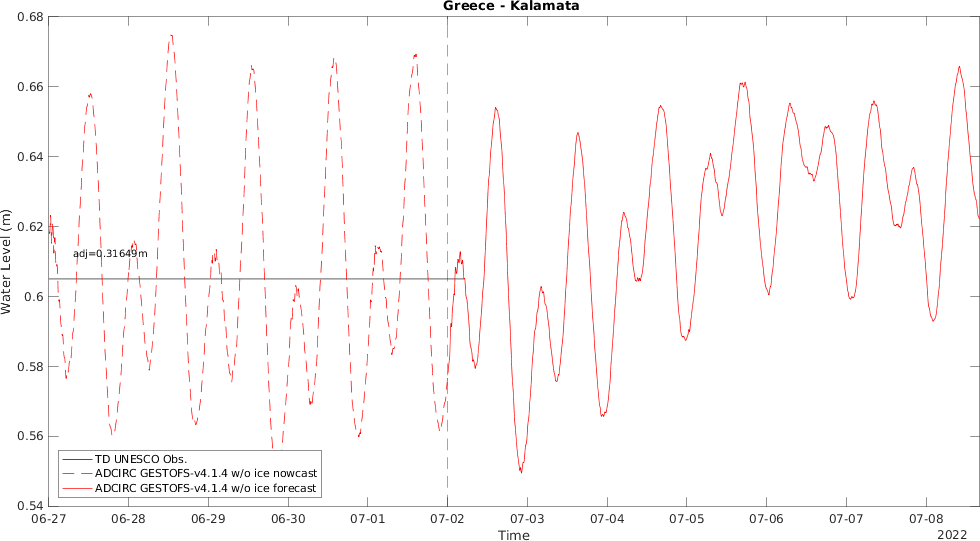 Greece - Kalamata
0.68
0.66
0.64
0.62
0.6
0.58
0.56
0.54
Water Level (m)
adj=0.31649m
TD UNESCO Obs.
ADCIRC GESTOFS-v4.1.4 w/o ice nowcast
ADCIRC GESTOFS-v4.1.4 w/o ice forecast
06-27 06-28 06-29 06-30 07-01 07-02 07-03 07-04 07-05 07-06 07-07 07-08
Time
2022